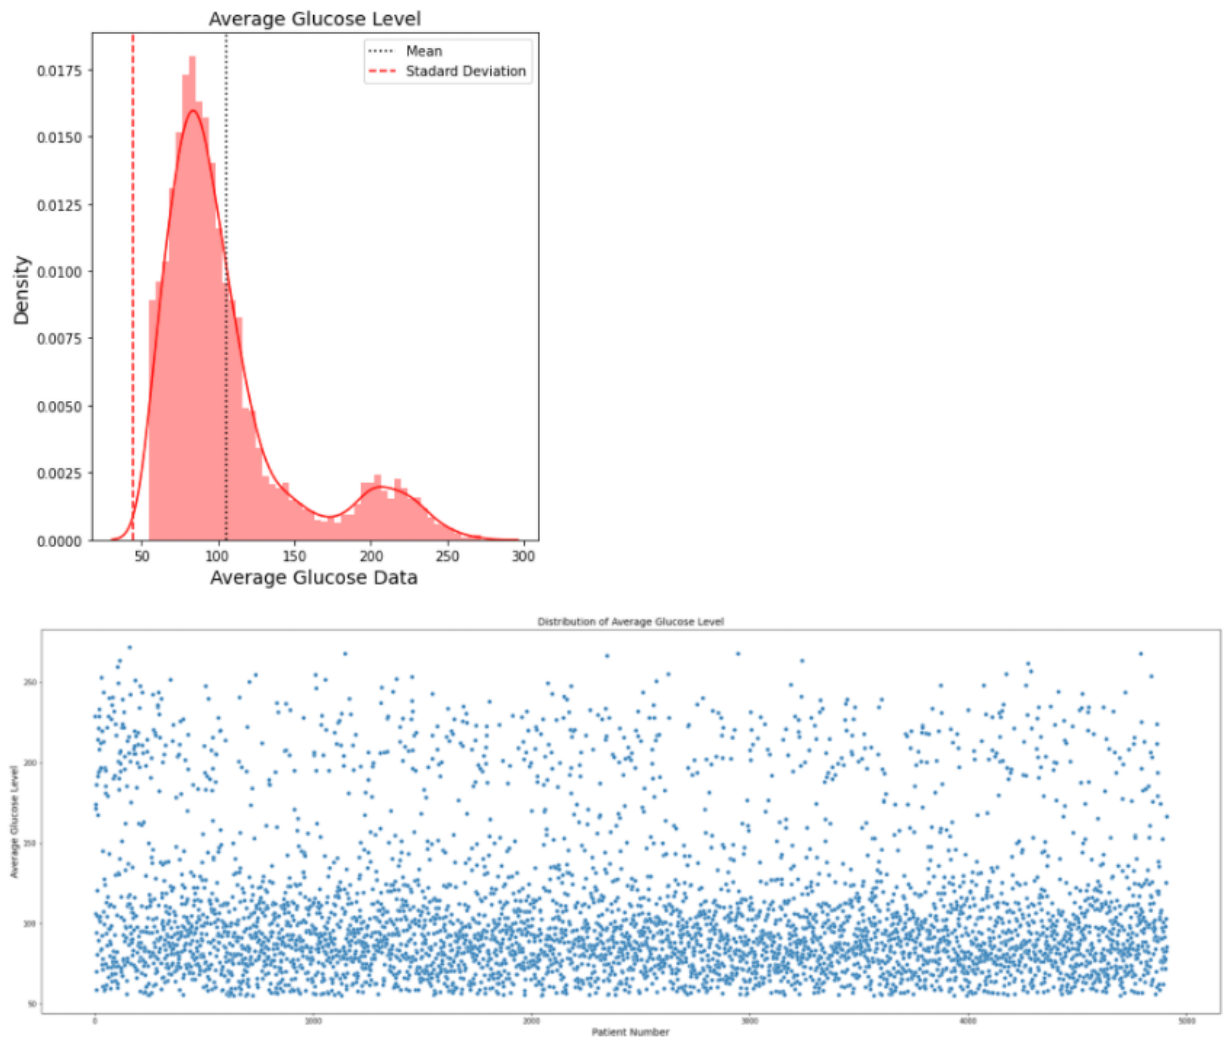 Average Glucose Level
Mean
Stadard Deviation
0.0175
0.0150
0.0125
0.0100
0.0075
0.0050
0.0025
0.0000
Density
50 100 150 200 250 300
Average Glucose Data
Distribution of Average Glucose Level
250
200
150
100
50
Average Glucose Level
0 1000 2000 3000 4000 5000
Patient Number